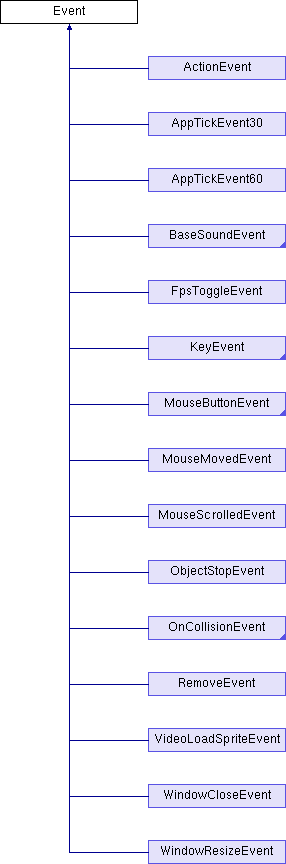 Event
ActionEvent
AppTickEvent30
AppTickEvent60
BaseSoundEvent
FpsToggleEvent
KeyEvent
MouseButtonEvent
MouseMovedEvent
MouseScrolledEvent
ObjectStopEvent
OnCollisionEvent
RemoveEvent
VideoLoadSpriteEvent
WindowCloseEvent
WindowResizeEvent